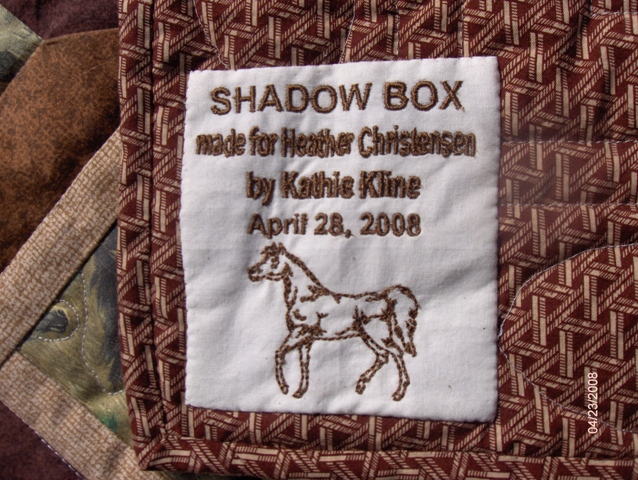 SHADOW BOX
made for Heather Christensen
by Kathie Kline
April 28, 2008
04/23/2008